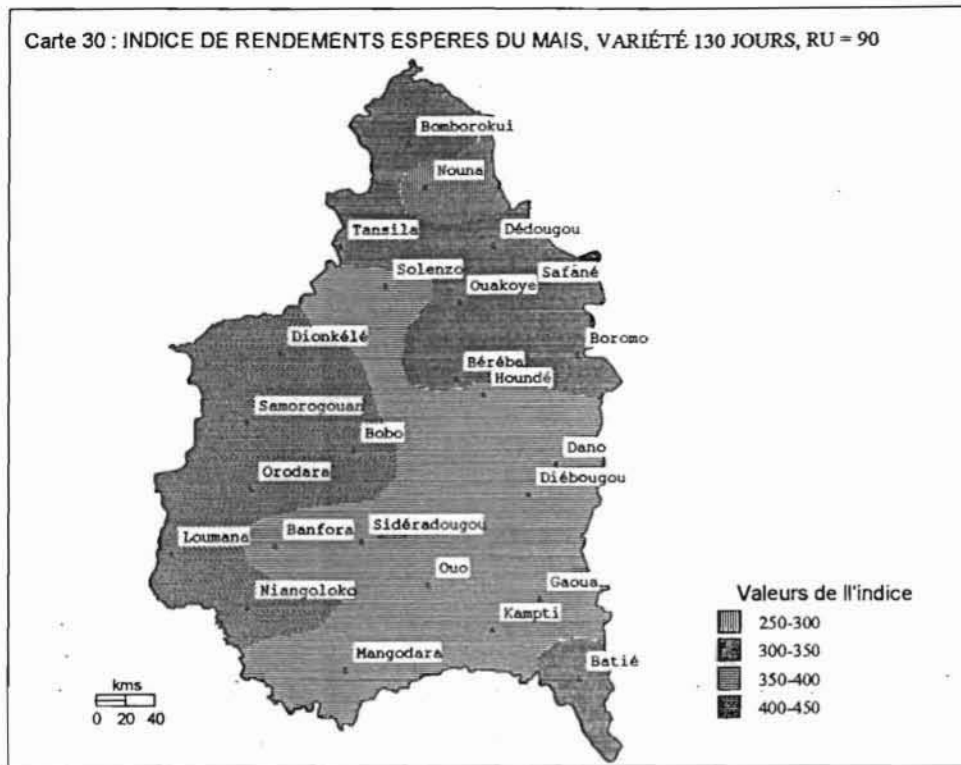 Carte 30 : INDICE DE RENDEMENTS ESPERES DU MAIS, VARIÉTÉ 130 JOURS, RU = 90
Bomborokui
Nouna
Tansila
Dédougou
Solenzo
Safané
Ouakoye
Dionkélé
Boromo
Béréba
Houndé
Samorogouan
Bobo
Dano
Orodara
Diébougou
Loumana
Banfora
Sidéradougou
Ouo
Gaoua
Niangoloko
Kampti
Mangodara
Batié
Valeurs de ll'indice
250-300
300-350
350-400
400-450
kms
0 20 40